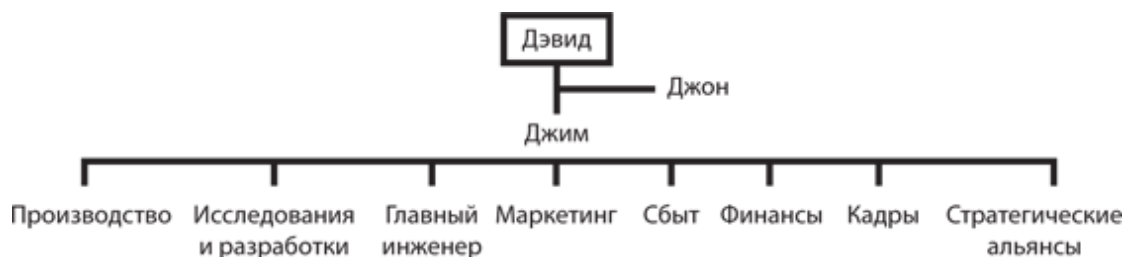 Дэвид
Джон
Джим
Производство Исследования Главный Маркетинг Сбыт Финансы Кадры Стратегические
и разработки инженер альянсы